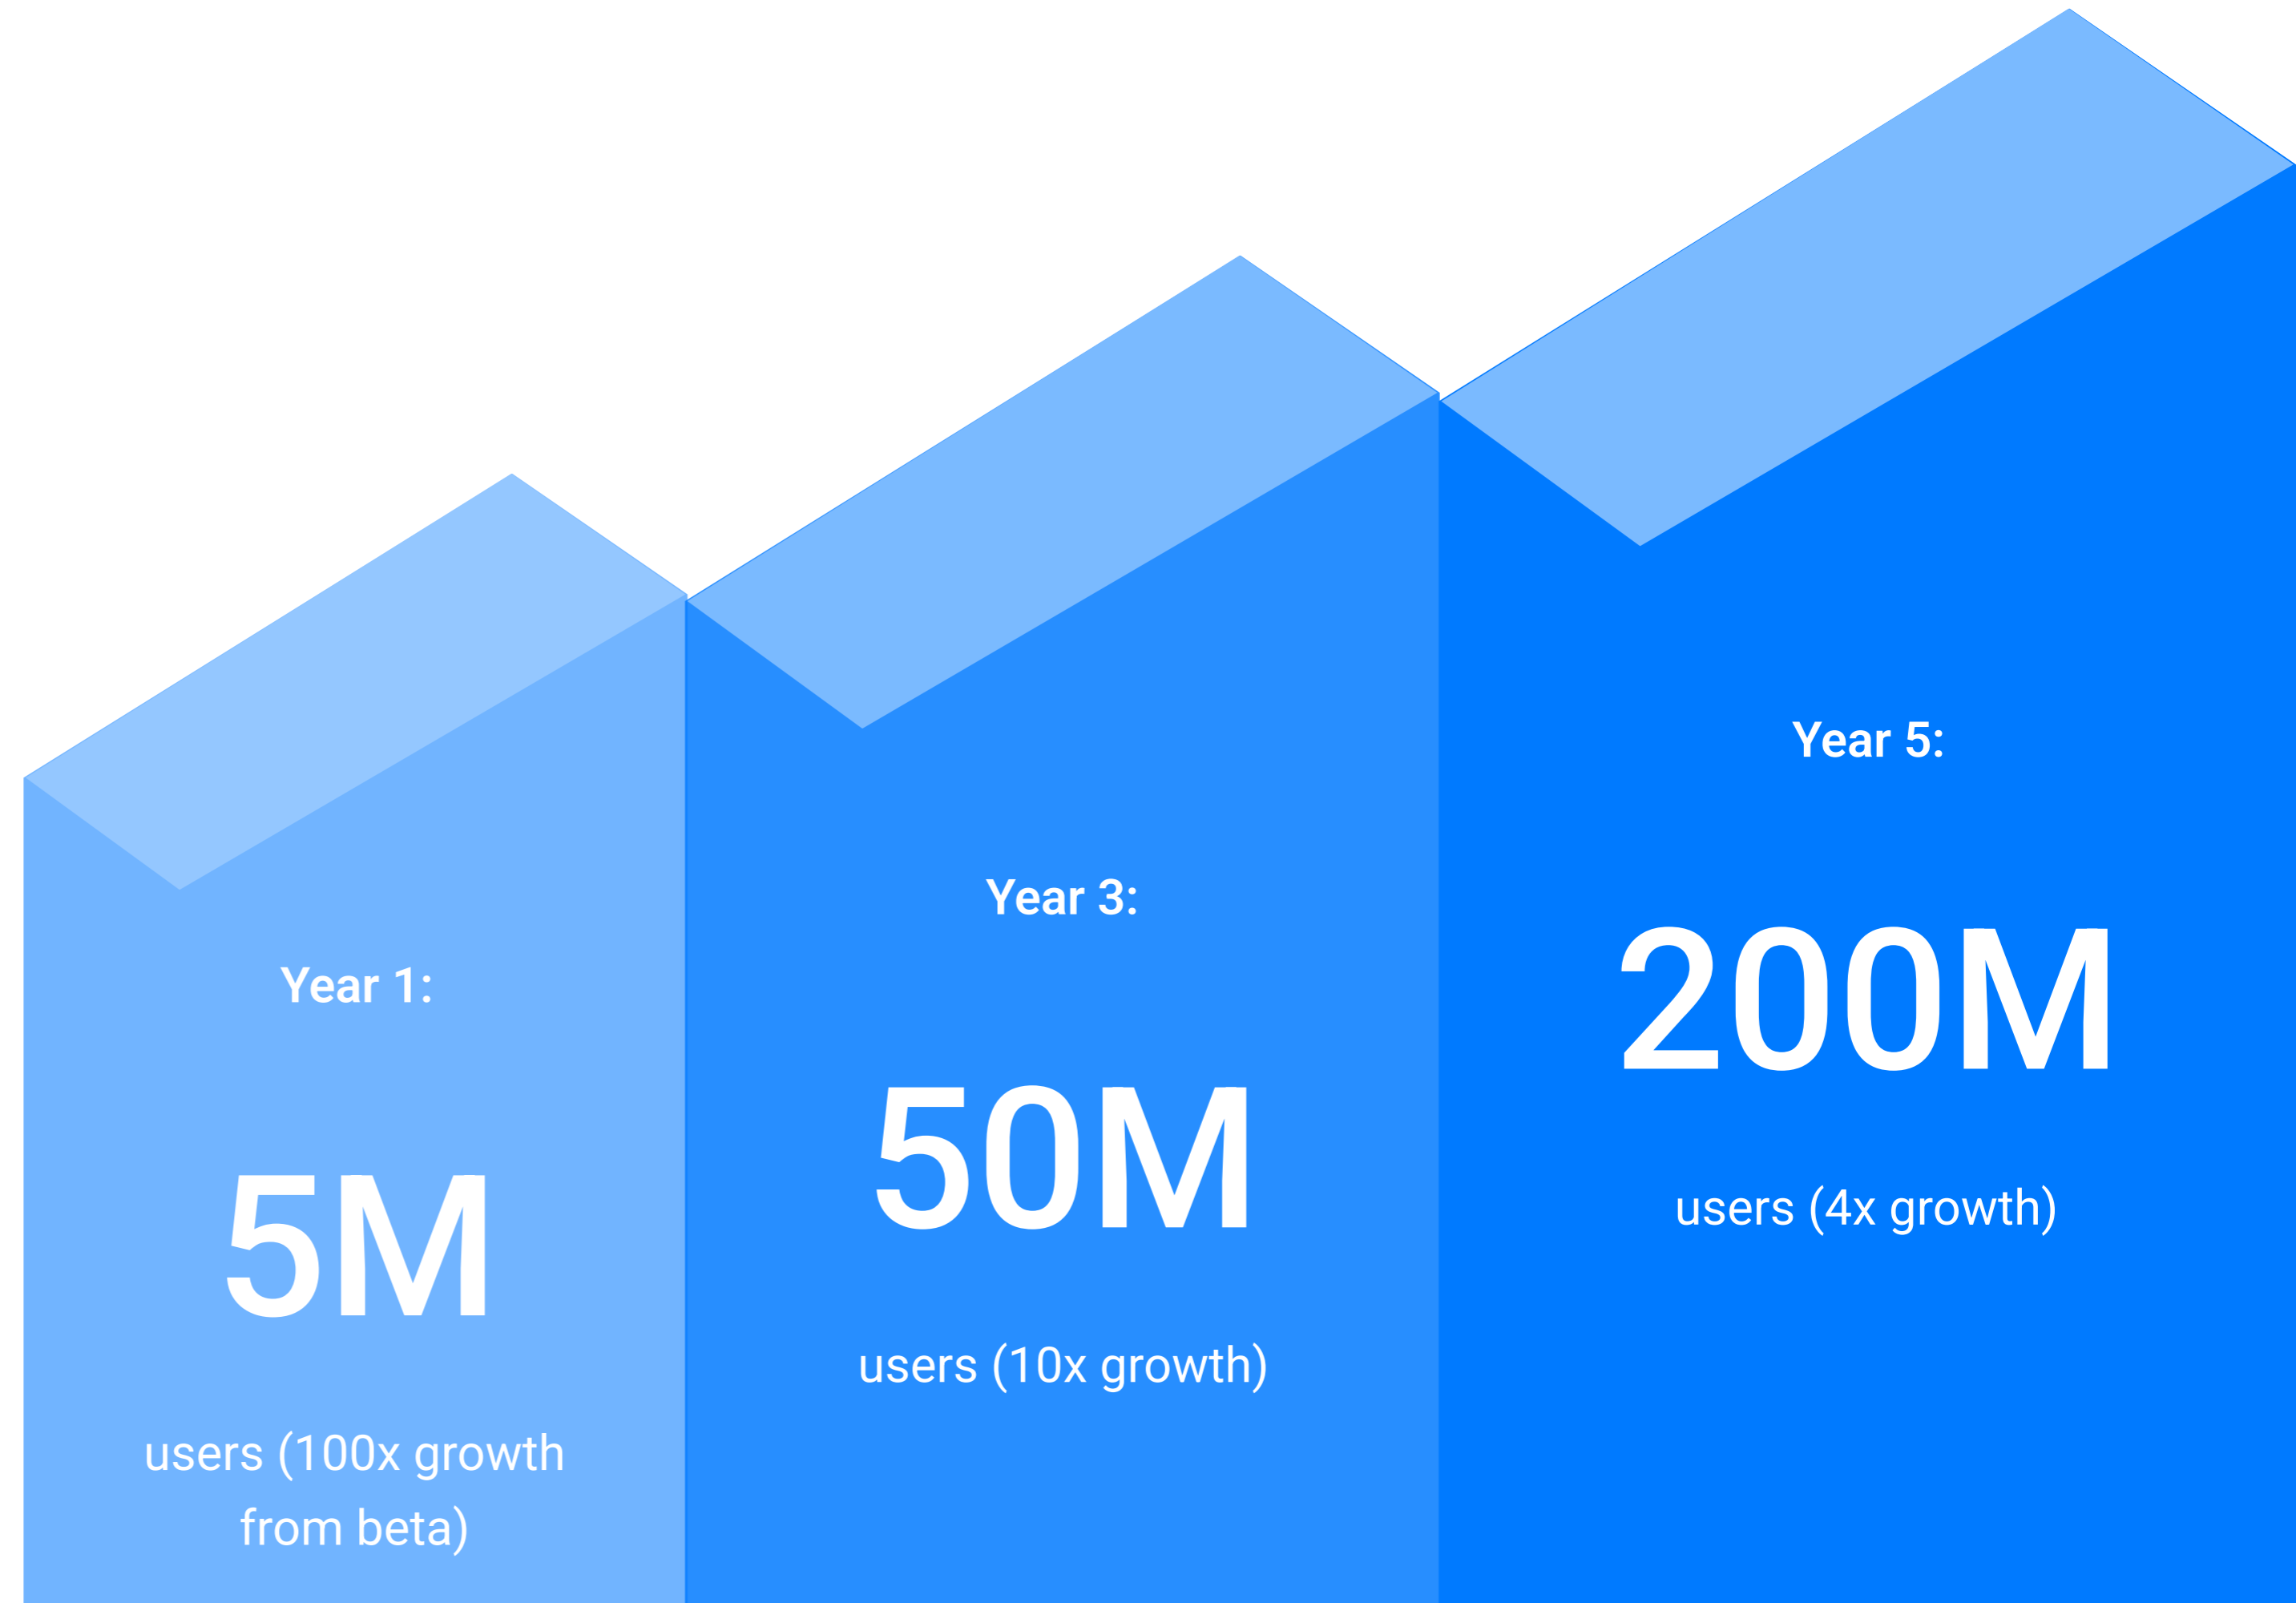 Year 1:
5M
users (100x growth
from beta)
Year 3:
50M
users (10x growth)
Year 5:
200M
users (4x growth)